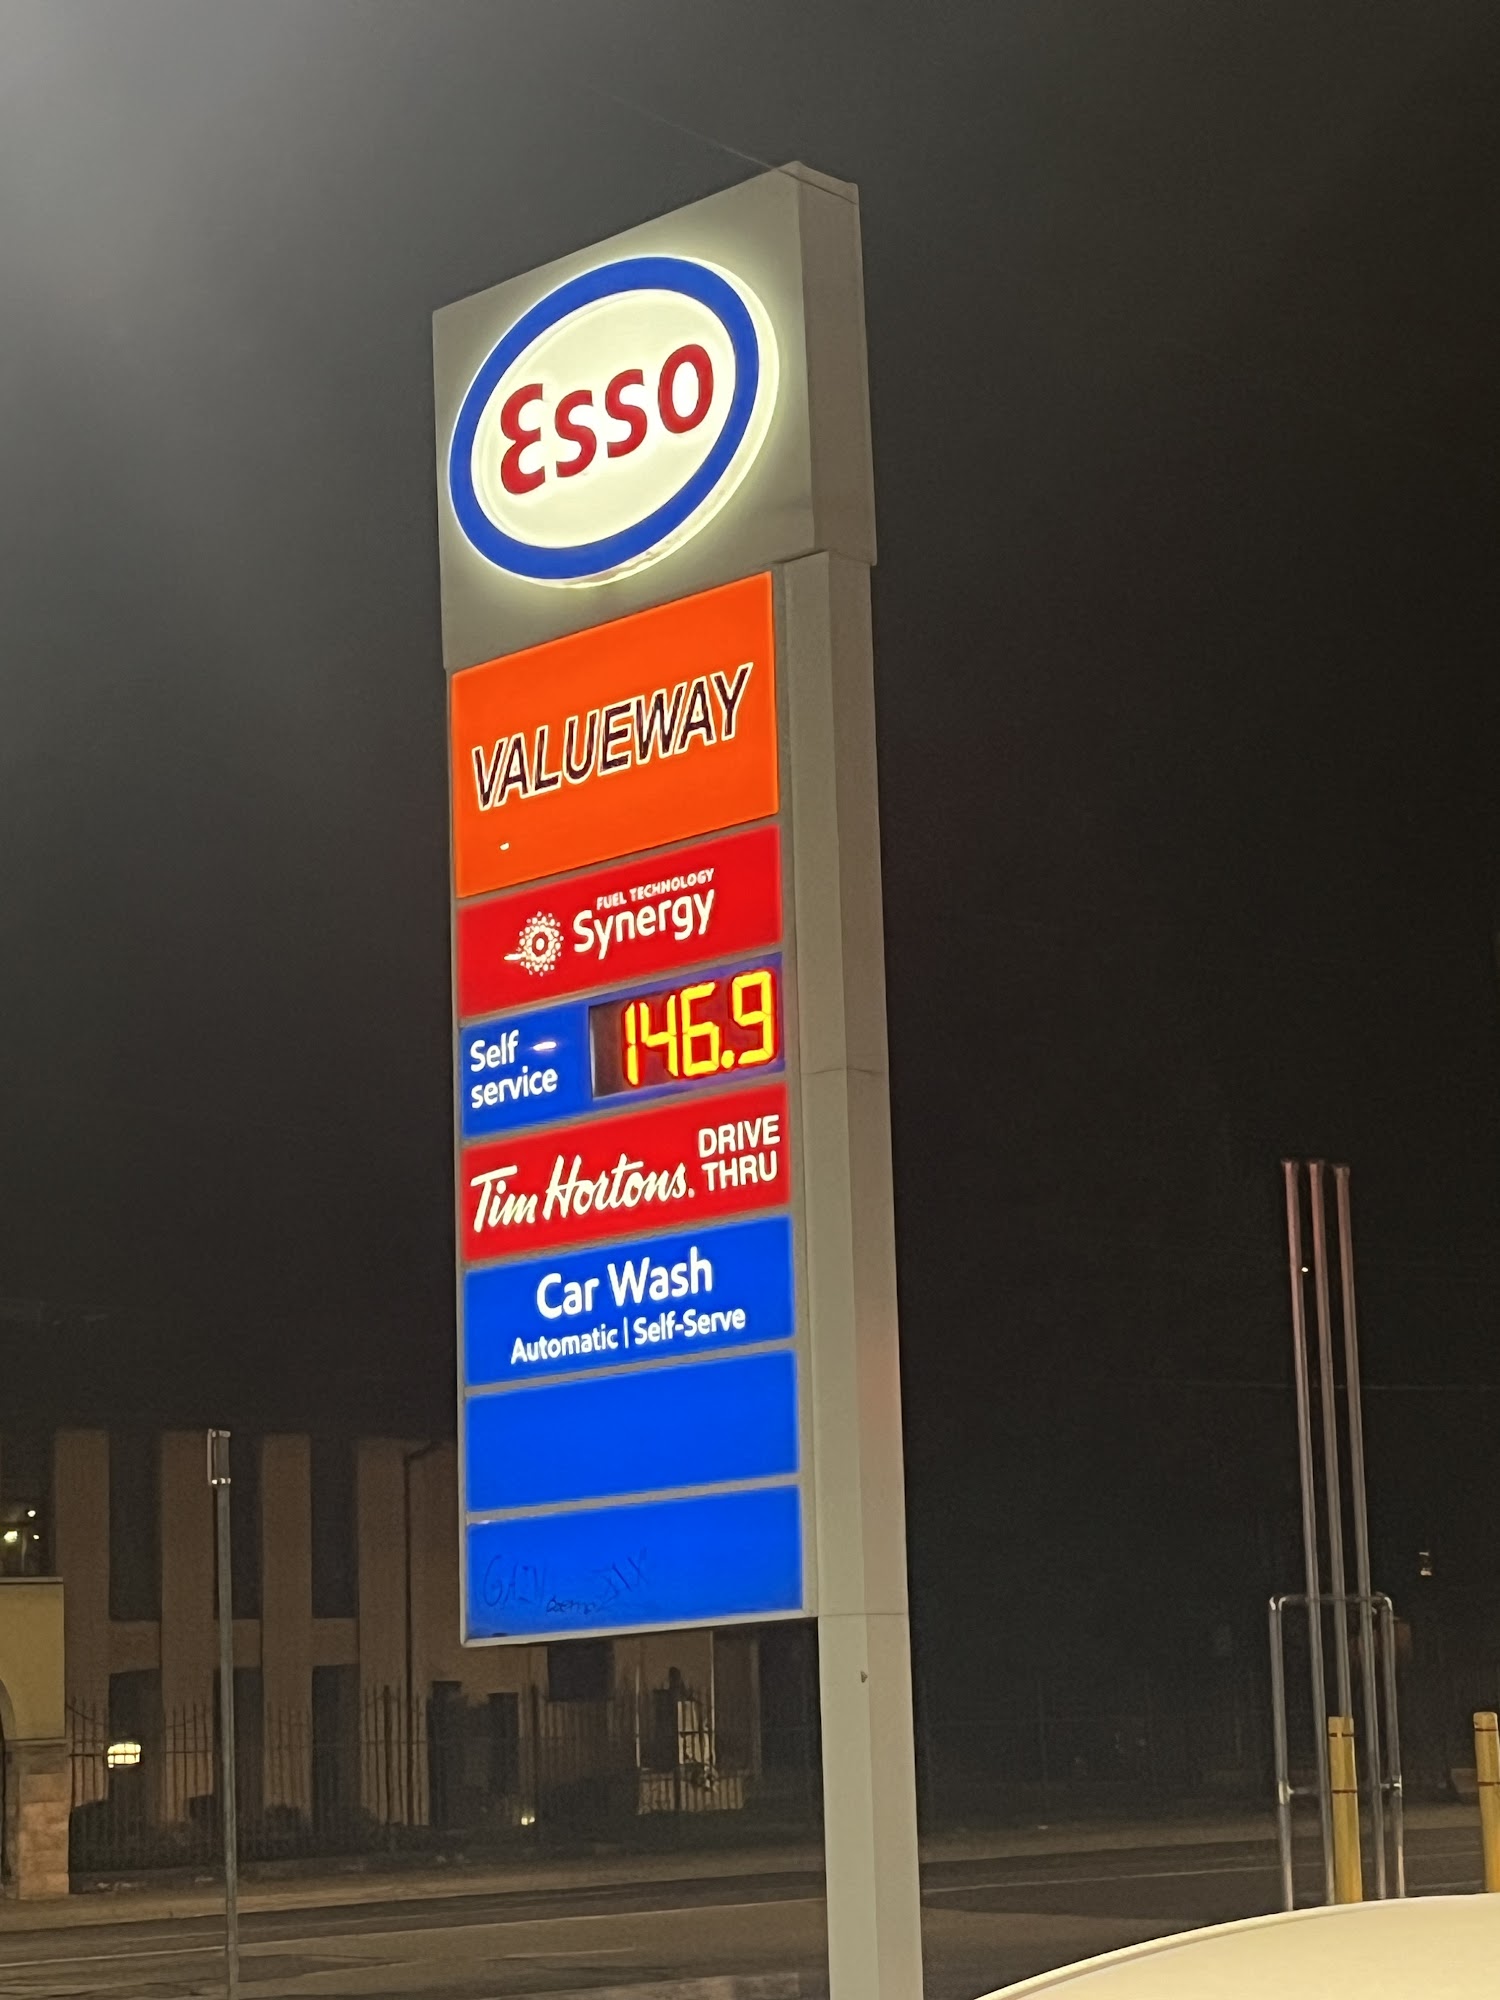 Esso
VALUEWAY
FUEL TECHNOLOGY
Synergy
Self
service
146.9
Tim Hortons.
DRIVE
THRU
Car Wash
Automatic | Self-Serve